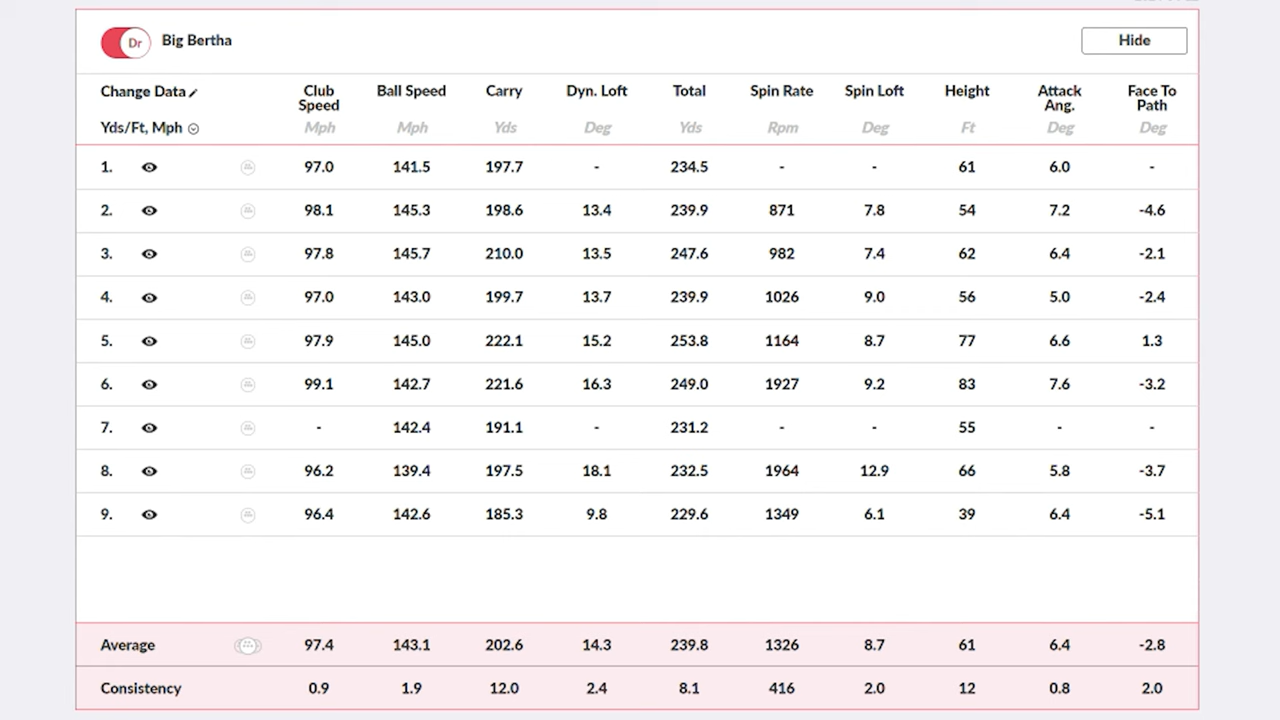 Dr Big Bertha Hide
Change Data Club Speed Ball Speed Carry Dyn. Loft Total Spin Rate Spin Loft Height Attack Ang. Face To Path
Yds/Ft, Mph Mph Mph Yds Deg Yds Rpm Deg Ft Deg Deg
1. 97.0 141.5 197.7 - 234.5 - - 61 6.0 -
2. 98.1 145.3 198.6 13.4 239.9 871 7.8 54 7.2 -4.6
3. 97.8 145.7 210.0 13.5 247.6 982 7.4 62 6.4 -2.1
4. 97.0 143.0 199.7 13.7 239.9 1026 9.0 56 5.0 -2.4
5. 97.9 145.0 222.1 15.2 253.8 1164 8.7 77 6.6 1.3
6. 99.1 142.7 221.6 16.3 249.0 1927 9.2 83 7.6 -3.2
7. - 142.4 191.1 - 231.2 - - 55 - -
8. 96.2 139.4 197.5 18.1 232.5 1964 12.9 66 5.8 -3.7
9. 96.4 142.6 185.3 9.8 229.6 1349 6.1 39 6.4 -5.1
Average 97.4 143.1 202.6 14.3 239.8 1326 8.7 61 6.4 -2.8
Consistency 0.9 1.9 12.0 2.4 8.1 416 2.0 12 0.8 2.0